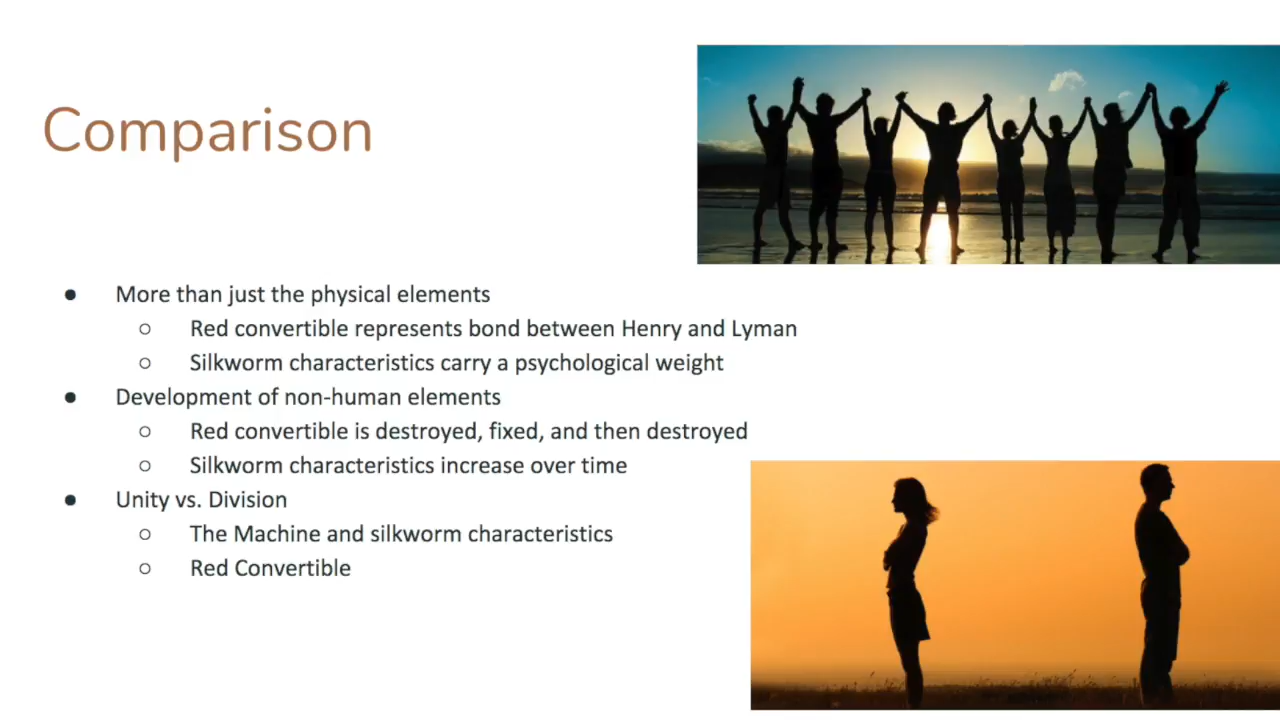 Comparison
● More than just the physical elements
○ Red convertible represents bond between Henry and Lyman
○ Silkworm characteristics carry a psychological weight
● Development of non-human elements
○ Red convertible is destroyed, fixed, and then destroyed
○ Silkworm characteristics increase over time
● Unity vs. Division
○ The Machine and silkworm characteristics
○ Red Convertible